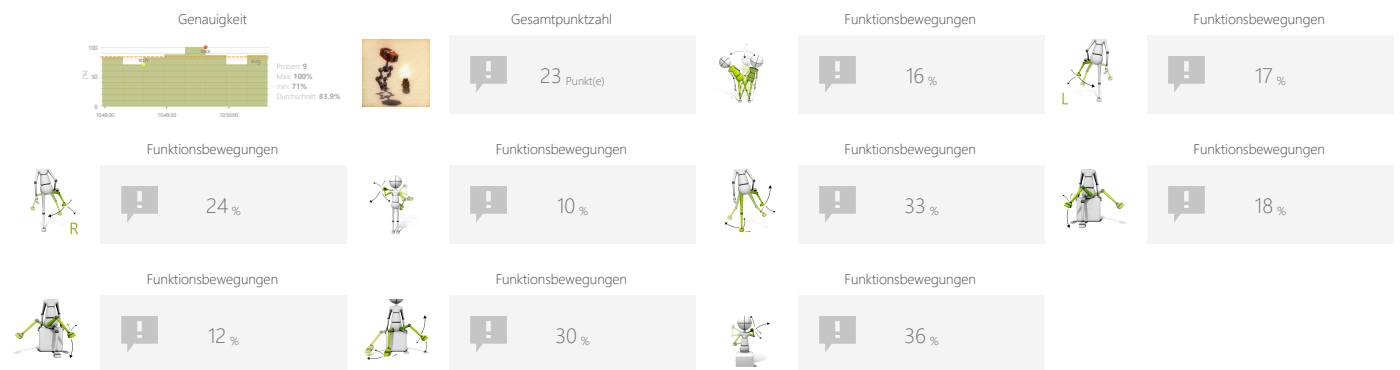 Genauigkeit
100
50
0
[%]
10:49:00
10:49:20
10:50:00
Proben: 9
Max: 100%
min: 71%
Durchschnitt: 83.9%
Gesamtpunktzahl
23 Punkt(e)
Funktionsbewegungen
16 %
Funktionsbewegungen
L
17 %
Funktionsbewegungen
R
24 %
Funktionsbewegungen
10 %
Funktionsbewegungen
33 %
Funktionsbewegungen
18 %
Funktionsbewegungen
12 %
Funktionsbewegungen
30 %
Funktionsbewegungen
36 %